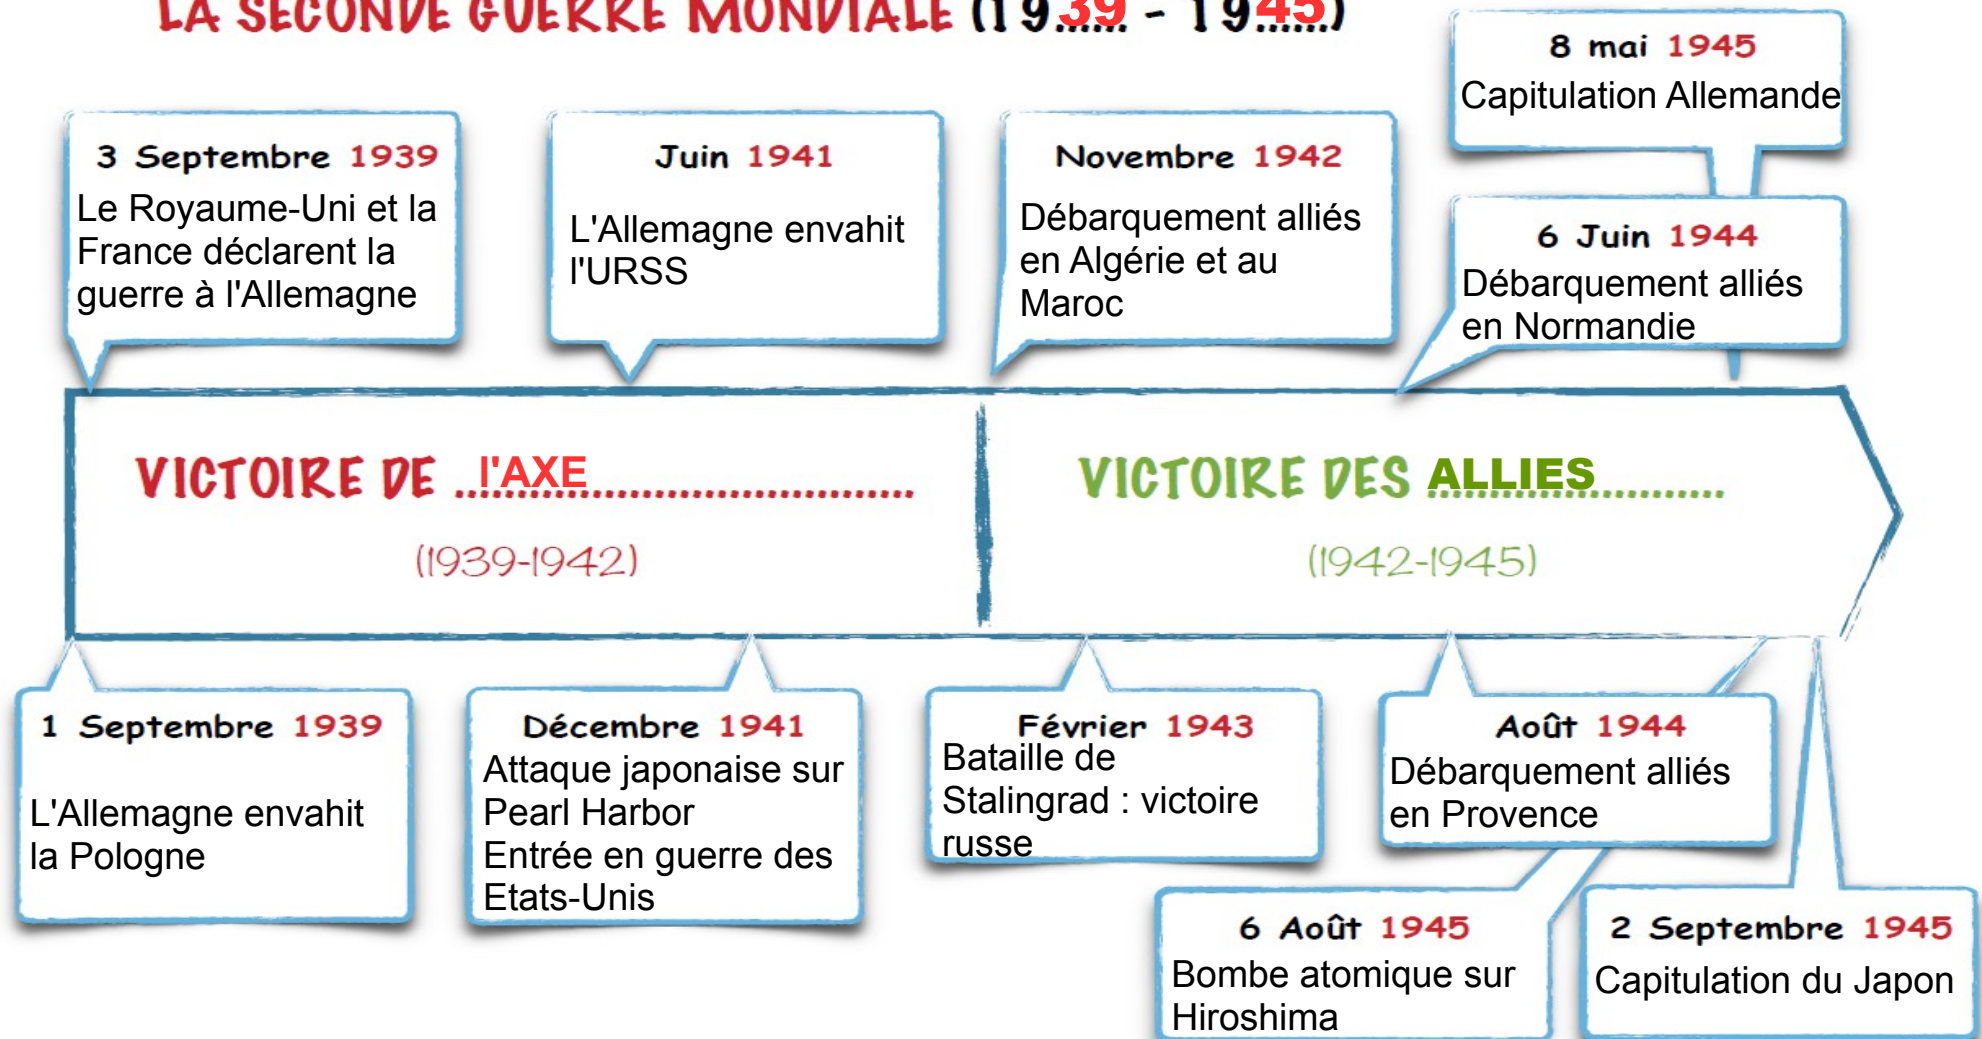 LA SECONDE GUERRE MONDIALE (1939 - 1945)
8 mai 1945
Capitulation Allemande
3 Septembre 1939
Le Royaume-Uni et la
France déclarent la
guerre à l'Allemagne
Juin 1941
L'Allemagne envahit
l'URSS
Novembre 1942
Débarquement alliés
en Algérie et au
Maroc
6 Juin 1944
Débarquement alliés
en Normandie
VICTOIRE DE l'AXE
(1939-1942)
VICTOIRE DES ALLIES
(1942-1945)
1 Septembre 1939
L'Allemagne envahit
la Pologne
Décembre 1941
Attaque japonaise sur
Pearl Harbor
Entrée en guerre des
Etats-Unis
Février 1943
Bataille de
Stalingrad : victoire
russe
Août 1944
Débarquement alliés
en Provence
6 Août 1945
Bombe atomique sur
Hiroshima
2 Septembre 1945
Capitulation du Japon